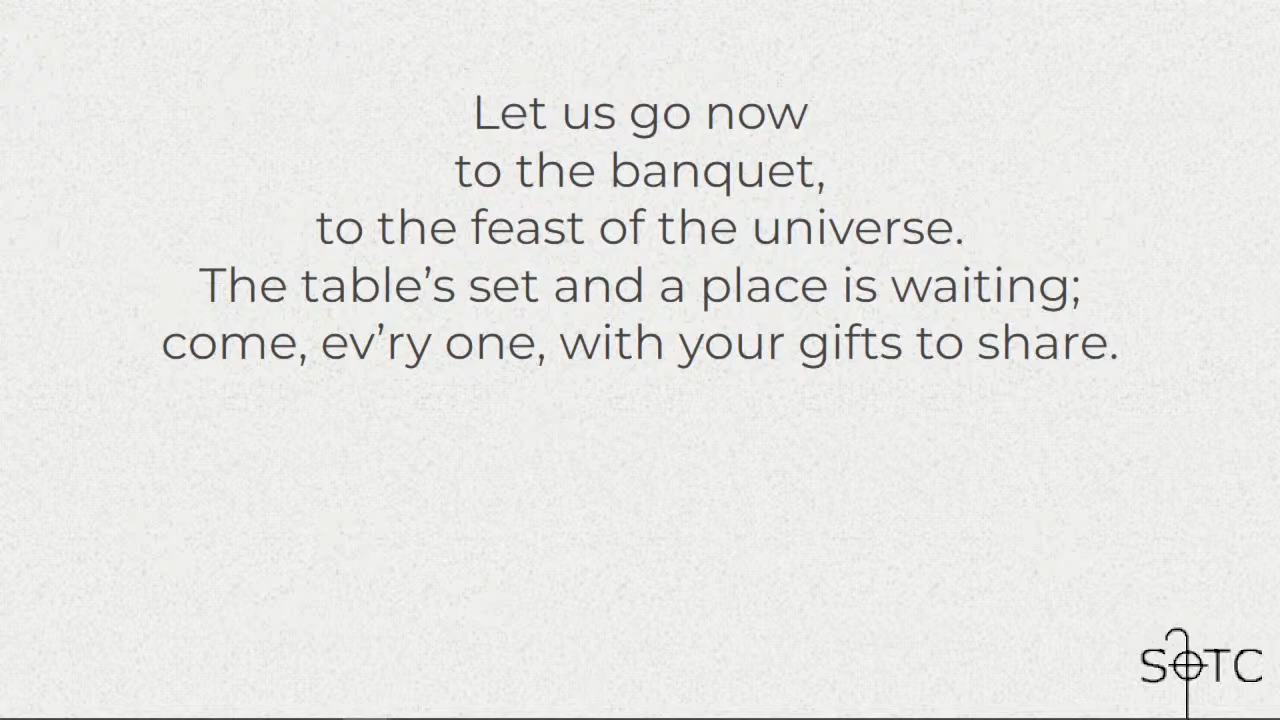 Let us go now
to the banquet,
to the feast of the universe.
The table’s set and a place is waiting;
come, ev’ry one, with your gifts to share.
SOTC